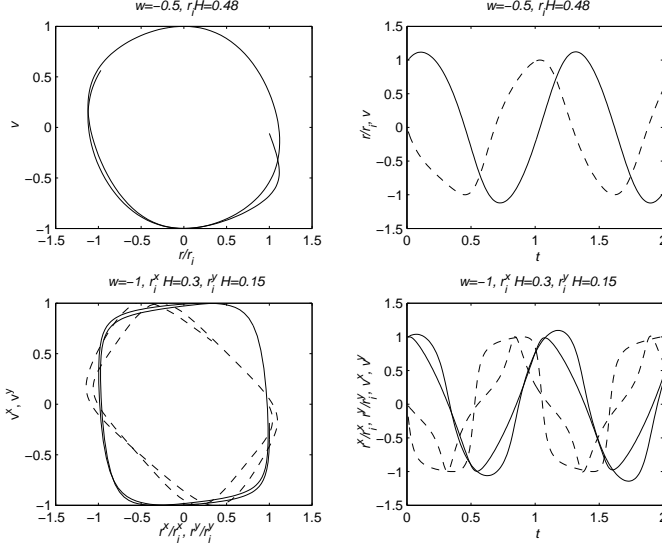 w=−0.5, r_i H=0.48
1
0.5
0
−0.5
−1
v
−1.5 −1 −0.5 0 0.5 1 1.5
r/r_i
w=−0.5, r_i H=0.48
1.5
1
0.5
0
−0.5
−1
−1.5
r/r_i, v
0 0.5 1 1.5 2
t
w=−1, r_i^x H=0.3, r_i^y H=0.15
1
0.5
0
−0.5
−1
v^x, v^y
−1.5 −1 −0.5 0 0.5 1 1.5
r^x/r_i^x, r^y/r_i^y
w=−1, r_i^x H=0.3, r_i^y H=0.15
1.5
1
0.5
0
−0.5
−1
−1.5
r^x/r_i^x, r^y/r_i^y, v^x, v^y
0 0.5 1 1.5 2
t